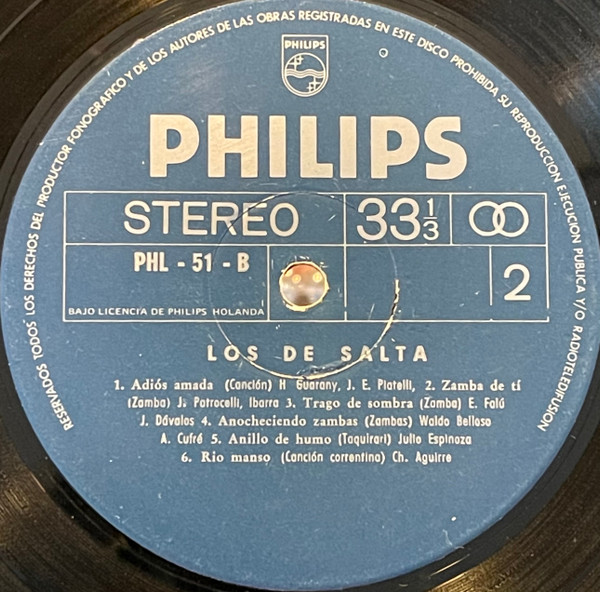 RESERVADOS TODOS LOS DERECHOS DEL PRODUCTOR FONOGRAFICO Y DE LOS AUTORES DE LAS OBRAS REGISTRADAS EN ESTE DISCO PROHIBIDA SU REPRODUCCION EJECUCION PUBLICA Y/O RADIOTELEDIFUSION
PHILIPS
PHILIPS
STEREO 33 1/3
PHL - 51 - B
2
BAJO LICENCIA DE PHILIPS HOLANDA
LOS DE SALTA
1. Adiós amada (Canción) H Guarany, J. E. Piatelli, 2. Zamba de tí
(Zamba) J. Potrocelli, Ibarra 3. Trago de sombra (Zamba) E. Falú
J. Dávalos 4. Anocheciendo zambas (Zambas) Waldo Belloso
A. Cufré 5. Anillo de humo (Taquirari) Julio Espinoza
6. Rio manso (Canción correntina) Ch. Aguirre